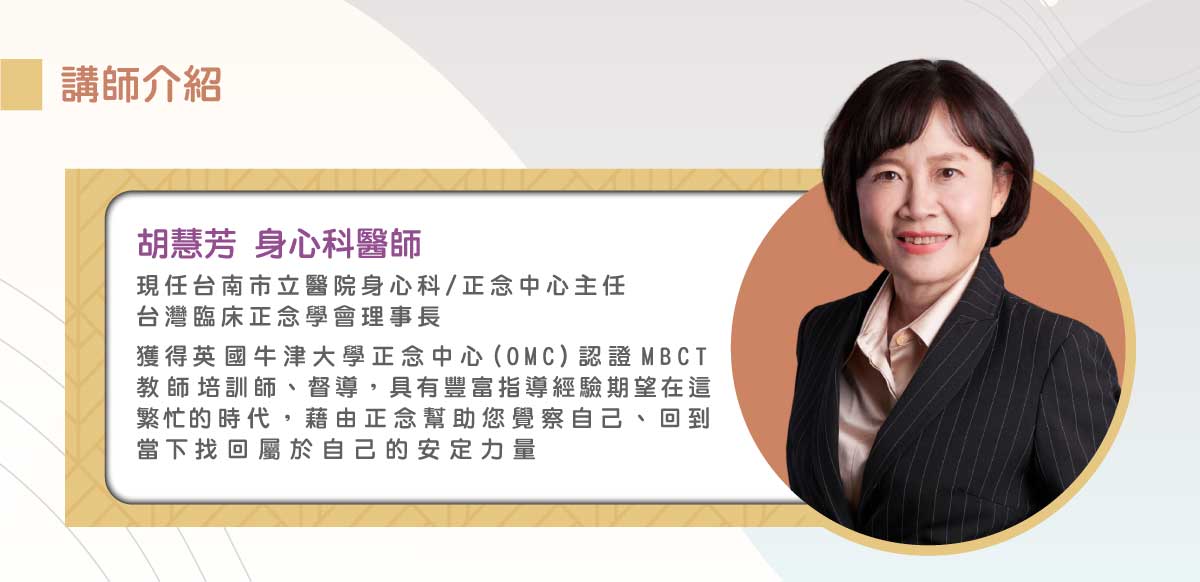 講師介紹
胡慧芳 身心科醫師
現任台南市立醫院身心科/正念中心主任
台灣臨床正念學會理事長
獲得英國牛津大學正念中心(OMC)認證MBCT
教師培訓師、督導，具有豐富指導經驗期望在這
繁忙的時代，藉由正念幫助您覺察自己、回到
當下找回屬於自己的安定力量